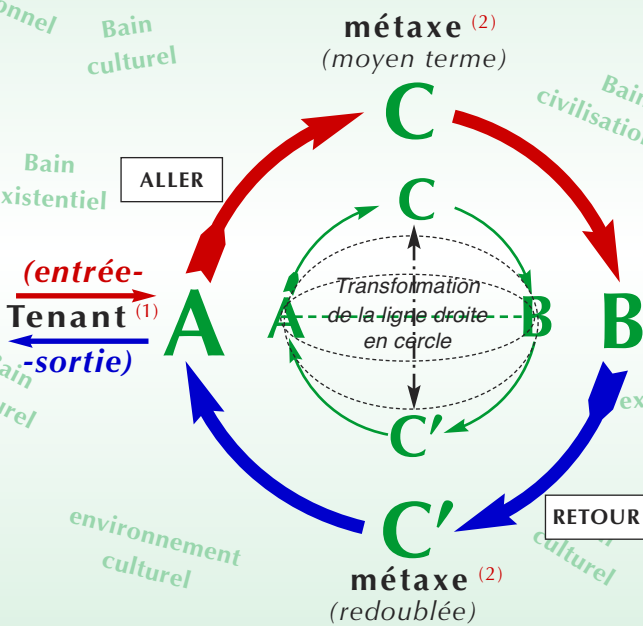 onnel
Bain
culturel
métaxe (2)
(moyen terme)
C
Bain
civilisation
Bain
xistentiel
ALLER
C
(entrée-
Tenant (1)
-sortie)
A
A
Transformation
de la ligne droite
en cercle
B
B
ain
urel
ex
C'
C'
RETOUR
culturel
environnement
culturel
métaxe (2)
(redoublée)